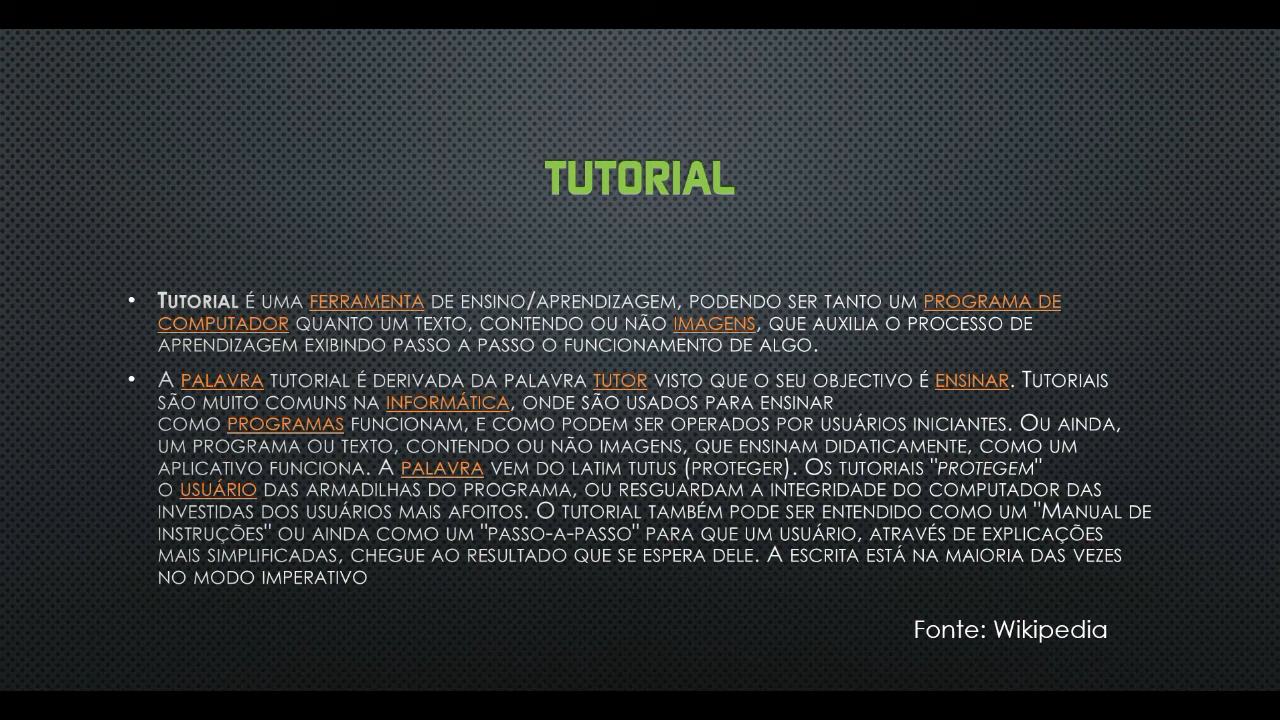 TUTORIAL
• Tutorial é uma ferramenta de ensino/aprendizagem, podendo ser tanto um programa de
computador quanto um texto, contendo ou não imagens, que auxilia o processo de
aprendizagem exibindo passo a passo o funcionamento de algo.
• A palavra tutorial é derivada da palavra tutor visto que o seu objectivo é ensinar. Tutoriais
são muito comuns na informática, onde são usados para ensinar
como programas funcionam, e como podem ser operados por usuários iniciantes. Ou ainda,
um programa ou texto, contendo ou não imagens, que ensinam didaticamente, como um
aplicativo funciona. A palavra vem do latim tutus (proteger). Os tutoriais "protegem"
o usuário das armadilhas do programa, ou resguardam a integridade do computador das
investidas dos usuários mais afoitos. O tutorial também pode ser entendido como um "Manual de
instruções" ou ainda como um "passo-a-passo" para que um usuário, através de explicações
mais simplificadas, chegue ao resultado que se espera dele. A escrita está na maioria das vezes
no modo imperativo
Fonte: Wikipedia